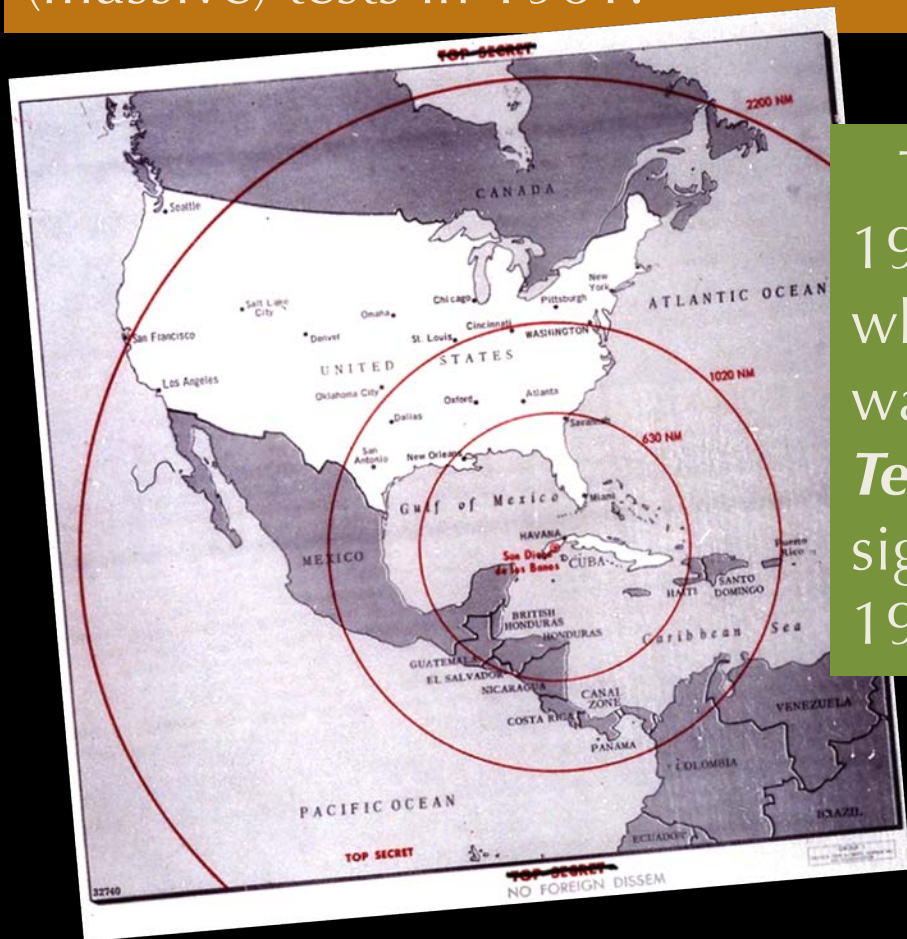 (massive) tests in 1961.
TOP SECRET
2200 NM
CANADA
Seattle
Salt Lake
City
Omaha
Chicago
New
York
Pittsburgh
ATLANTIC OCEAN
San Francisco
Denver
St. Louis
Cincinnati
WASHINGTON
UNITED STATES
Los Angeles
Oklahoma City
1020 NM
Oxford
Atlanta
Dallas
Savannah
San
Antonio
New Orleans
630 NM
Gulf of Mexico
Miami
HAVANA
San Diego
de los Banos
CUBA
MEXICO
Puerto
Rico
HAITI
SANTO
DOMINGO
BRITISH
HONDURAS
HONDURAS
Caribbean Sea
GUATEMALA
EL SALVADOR
NICARAGUA
CANAL
ZONE
COSTA RICA
PANAMA
VENEZUELA
COLOMBIA
PACIFIC OCEAN
ECUADOR
BRAZIL
TOP SECRET
32740
TOP SECRET
NO FOREIGN DISSEM
T
19
wh
wa
Te
sig
19